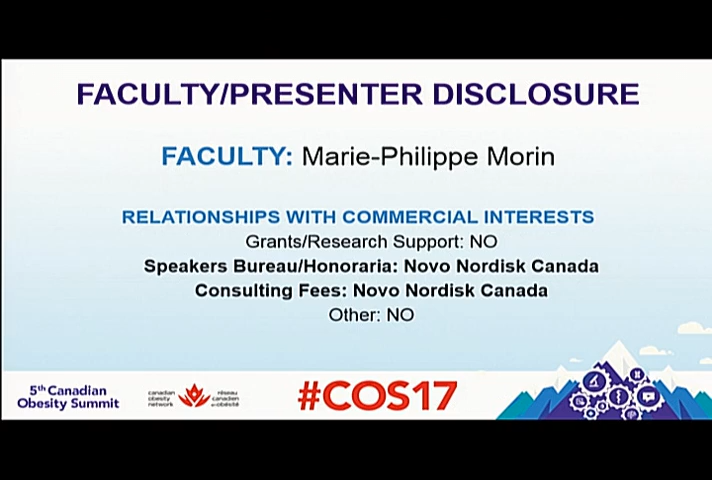 FACULTY/PRESENTER DISCLOSURE
FACULTY: Marie-Philippe Morin
RELATIONSHIPS WITH COMMERCIAL INTERESTS
Grants/Research Support: NO
Speakers Bureau/Honoraria: Novo Nordisk Canada
Consulting Fees: Novo Nordisk Canada
Other: NO
5th Canadian
Obesity Summit
canadian
obesity
network
réseau
canadien
en obésité
#COS17